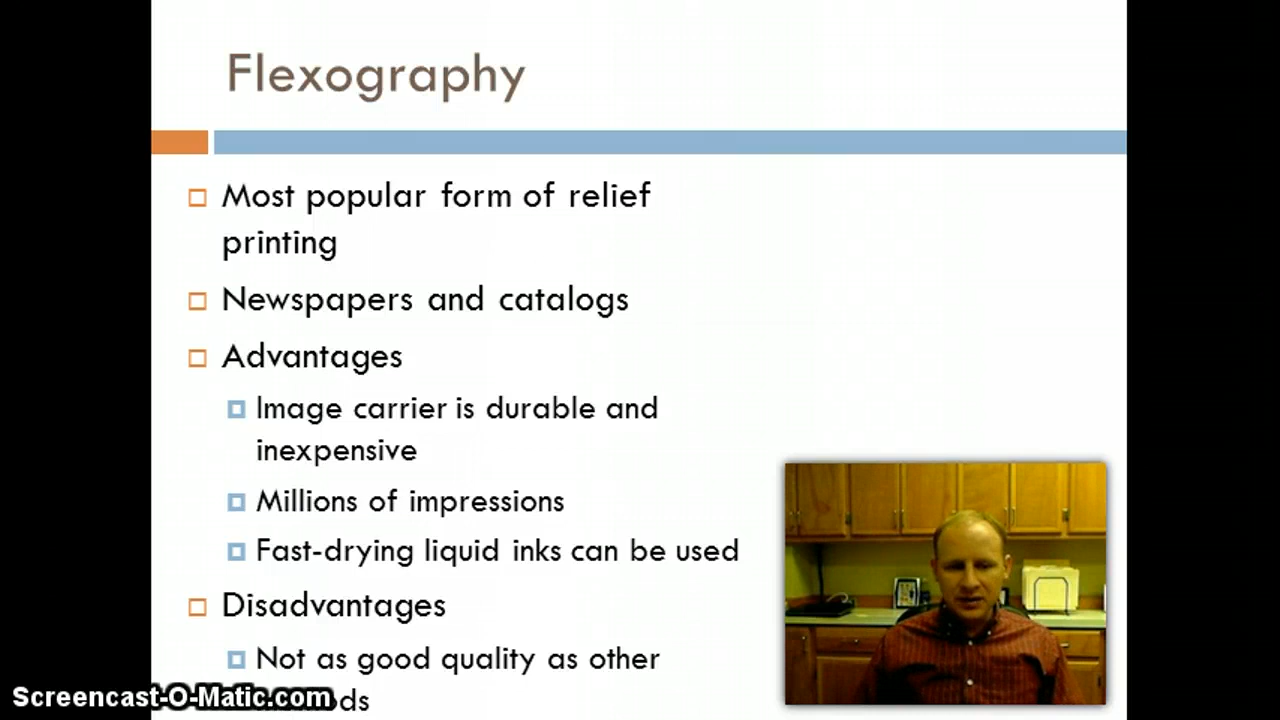 Flexography
Most popular form of relief
printing
Newspapers and catalogs
Advantages
Image carrier is durable and
inexpensive
Millions of impressions
Fast-drying liquid inks can be used
Disadvantages
Not as good quality as other
Screencast-O-Matic.com